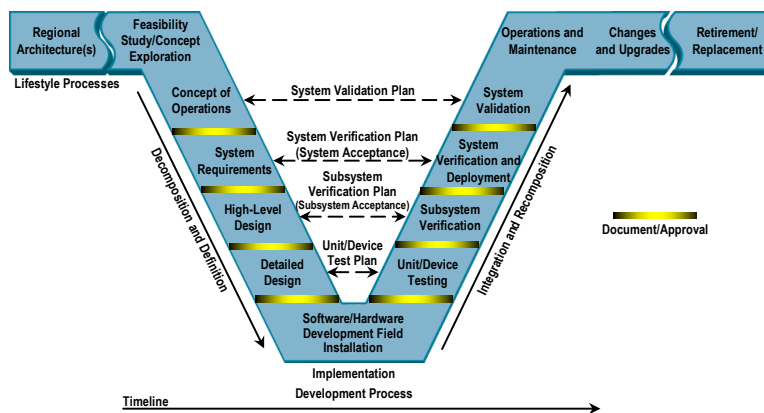 Regional
Architecture(s)
Feasibility
Study/Concept
Exploration
Operations and
Maintenance
Changes
and Upgrades
Retirement/
Replacement
Lifestyle Processes
Concept of
Operations
System Validation Plan
System
Validation
System
Requirements
System Verification Plan
(System Acceptance)
System
Verification and
Deployment
High-Level
Design
Subsystem
Verification Plan
(Subsystem Acceptance)
Subsystem
Verification
Detailed
Design
Unit/Device
Test Plan
Unit/Device
Testing
Decomposition and Definition
Integration and Recomposition
Document/Approval
Software/Hardware
Development Field
Installation
Implementation
Development Process
Timeline